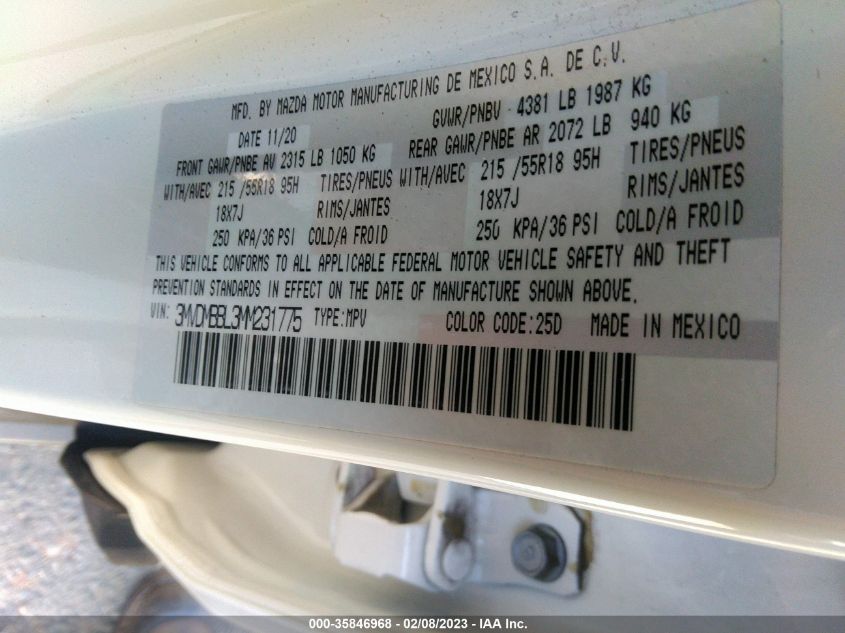 MFD. BY MAZDA MOTOR MANUFACTURING DE MEXICO S.A. DE C.V.
DATE 11/20 GVWR/PNBV 4381 LB 1987 KG
FRONT GAWR/PNBE AV 2315 LB 1050 KG REAR GAWR/PNBE AR 2072 LB 940 KG
WITH/AVEC 215 /55R18 95H TIRES/PNEUS WITH/AVEC 215 /55R18 95H TIRES/PNEUS
18X7J RIMS/JANTES 18X7J RIMS/JANTES
250 KPA/36 PSI COLD/A FROID 250 KPA/36 PSI COLD/A FROID
THIS VEHICLE CONFORMS TO ALL APPLICABLE FEDERAL MOTOR VEHICLE SAFETY AND THEFT
PREVENTION STANDARDS IN EFFECT ON THE DATE OF MANUFACTURE SHOWN ABOVE.
VIN: 3MVDMBBL3MM231775 TYPE:MPV COLOR CODE:25D MADE IN MEXICO
000-35846968 - 02/08/2023 - IAA Inc.